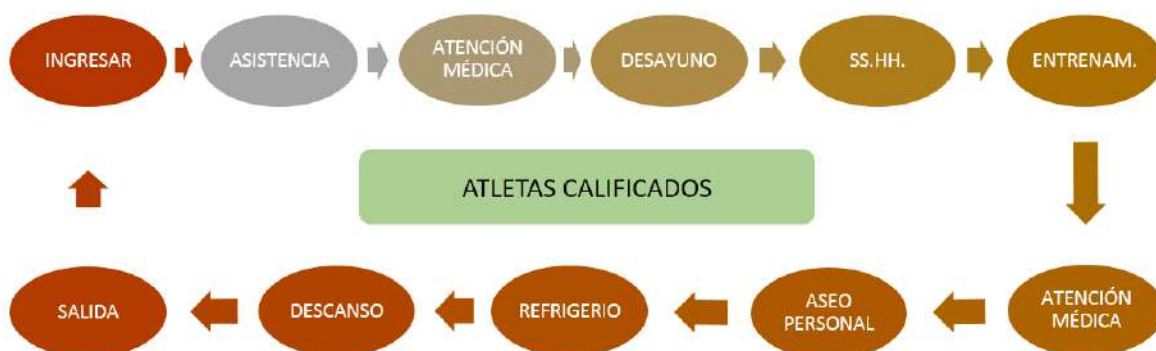 INGRESAR
ASISTENCIA
ATENCIÓN
MÉDICA
DESAYUNO
SS.HH.
ENTRENAM.
ATLETAS CALIFICADOS
SALIDA
DESCANSO
REFRIGERIO
ASEO
PERSONAL
ATENCIÓN
MÉDICA